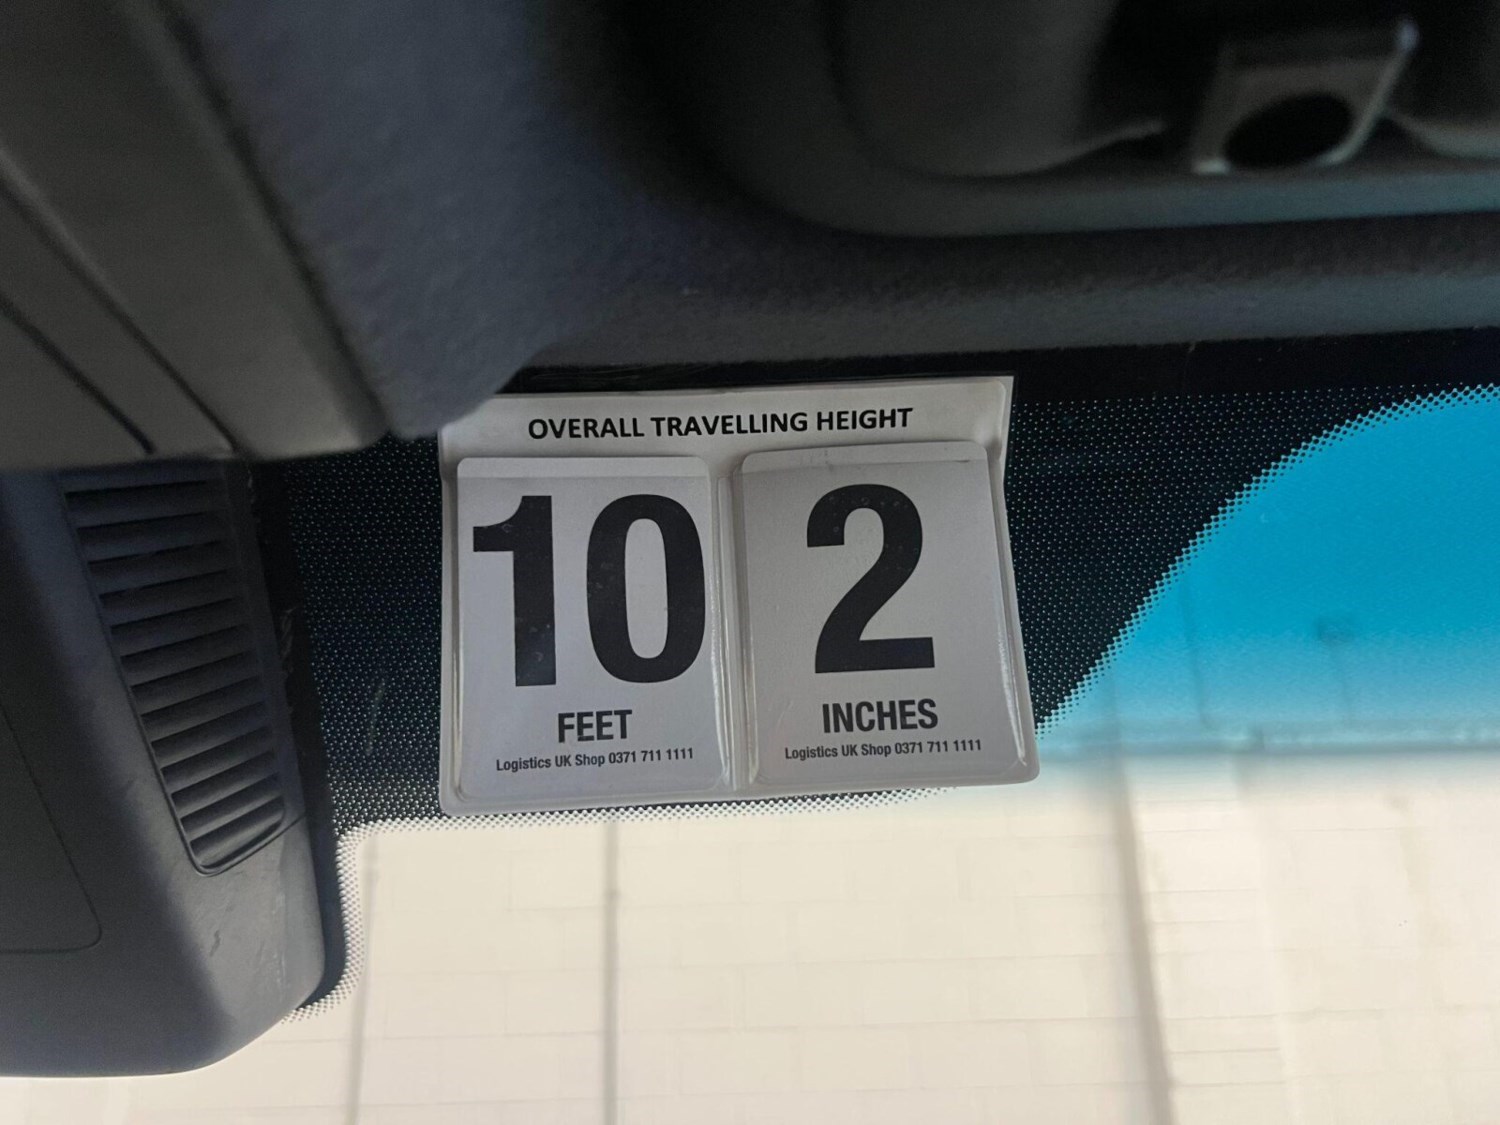 OVERALL TRAVELLING HEIGHT
10 2
FEET INCHES
Logistics UK Shop 0371 711 1111 Logistics UK Shop 0371 711 1111